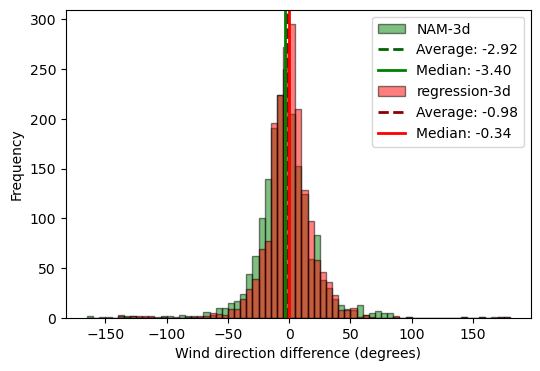 NAM-3d
Average: -2.92
Median: -3.40
regression-3d
Average: -0.98
Median: -0.34
Frequency
300
250
200
150
100
50
0
−150 −100 −50 0 50 100 150
Wind direction difference (degrees)